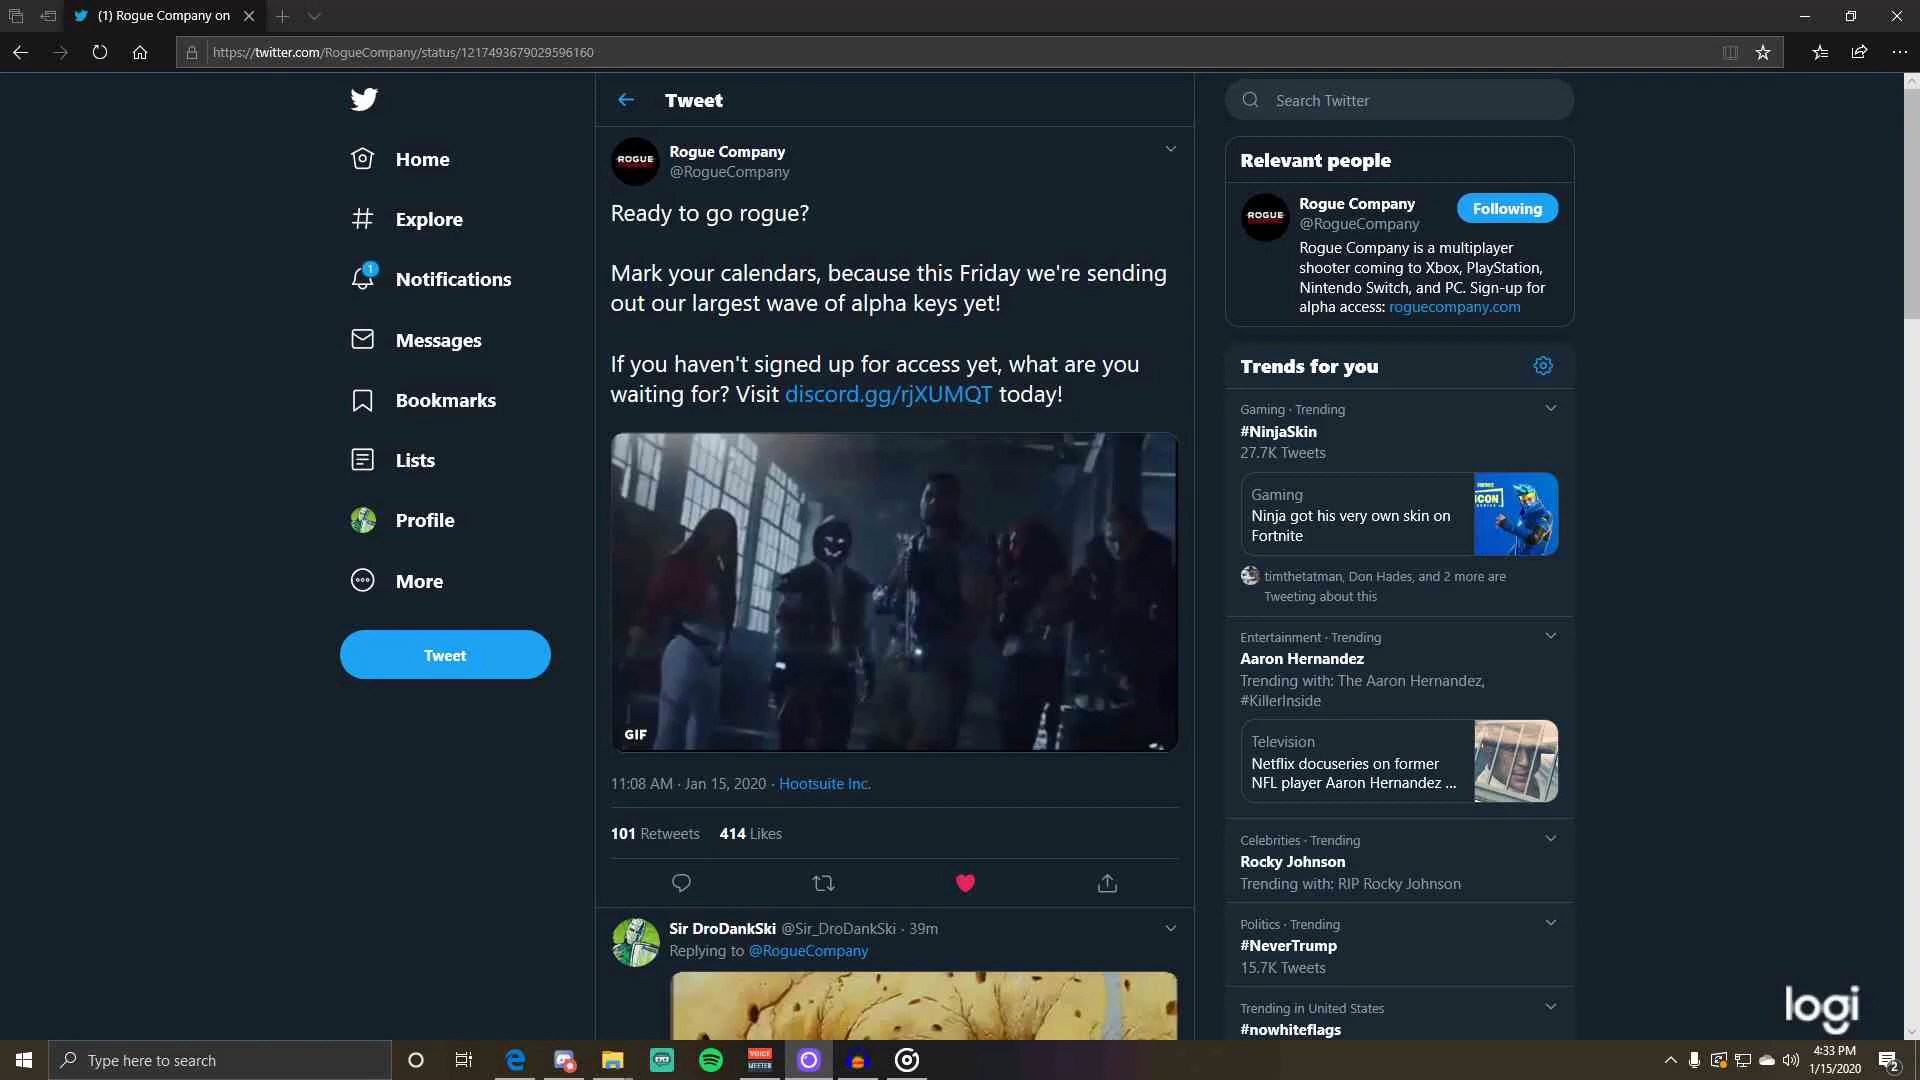 (1) Rogue Company on
https://twitter.com/RogueCompany/status/1217493679029596160
Home
Explore
1
Notifications
Messages
Bookmarks
Lists
Profile
More
Tweet
Tweet
ROGUE
Rogue Company
@RogueCompany
Ready to go rogue?
Mark your calendars, because this Friday we're sending
out our largest wave of alpha keys yet!
If you haven't signed up for access yet, what are you
waiting for? Visit discord.gg/rjXUMQT today!
GIF
11:08 AM · Jan 15, 2020 · Hootsuite Inc.
101 Retweets 414 Likes
Sir DroDankSki @Sir_DroDankSki · 39m
Replying to @RogueCompany
Search Twitter
Relevant people
ROGUE
Rogue Company
@RogueCompany
Following
Rogue Company is a multiplayer
shooter coming to Xbox, PlayStation,
Nintendo Switch, and PC. Sign-up for
alpha access: roguecompany.com
Trends for you
Gaming · Trending
#NinjaSkin
27.7K Tweets
Gaming
Ninja got his very own skin on
Fortnite
ICON
timthetatman, Don Hades, and 2 more are
Tweeting about this
Entertainment · Trending
Aaron Hernandez
Trending with: The Aaron Hernandez,
#KillerInside
Television
Netflix docuseries on former
NFL player Aaron Hernandez ...
Celebrities · Trending
Rocky Johnson
Trending with: RIP Rocky Johnson
Politics · Trending
#NeverTrump
15.7K Tweets
Trending in United States
#nowhiteflags
logi
Type here to search
VOICE
MEETER
4:33 PM
1/15/2020
2